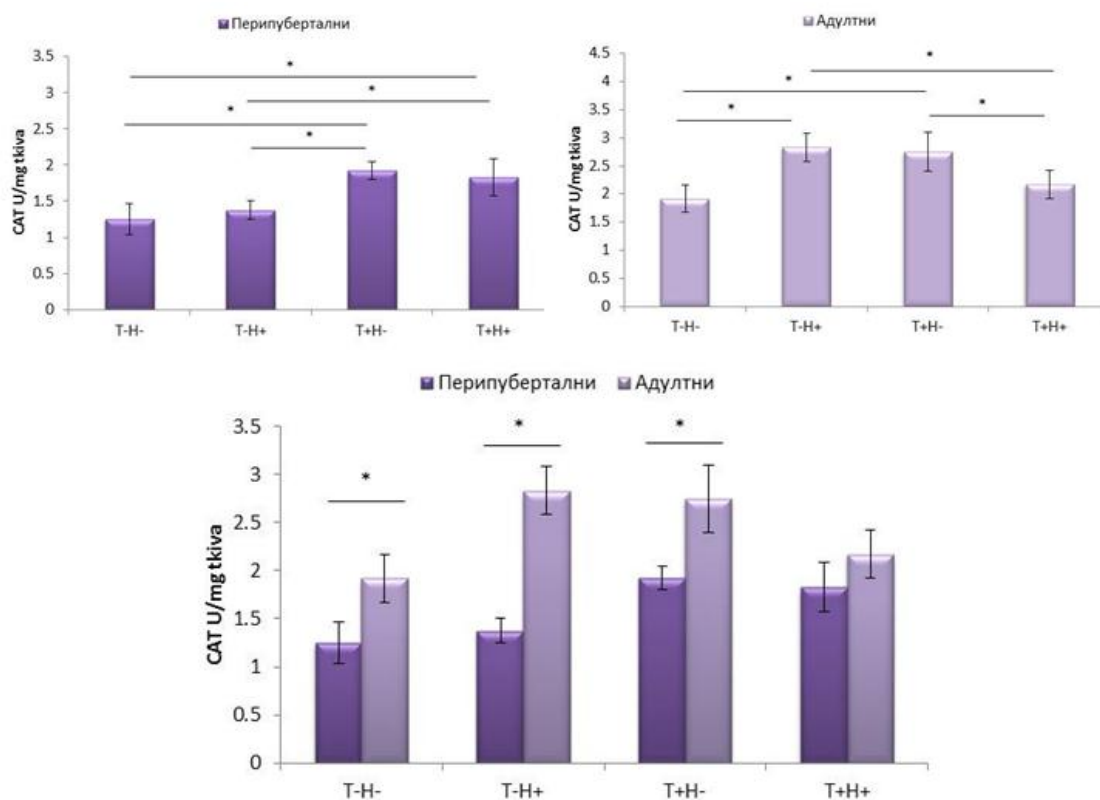 Перипубертални
CAT U/mg tkiva
3.5
3
2.5
2
1.5
1
0.5
0
*
*
*
*
*
T-H-
T-H+
T+H-
T+H+
Адултни
CAT U/mg tkiva
4.5
4
3.5
3
2.5
2
1.5
1
0.5
0
*
*
*
*
T-H-
T-H+
T+H-
T+H+
Перипубертални Адултни
CAT U/mg tkiva
3.5
3
2.5
2
1.5
1
0.5
0
*
*
*
T-H-
T-H+
T+H-
T+H+